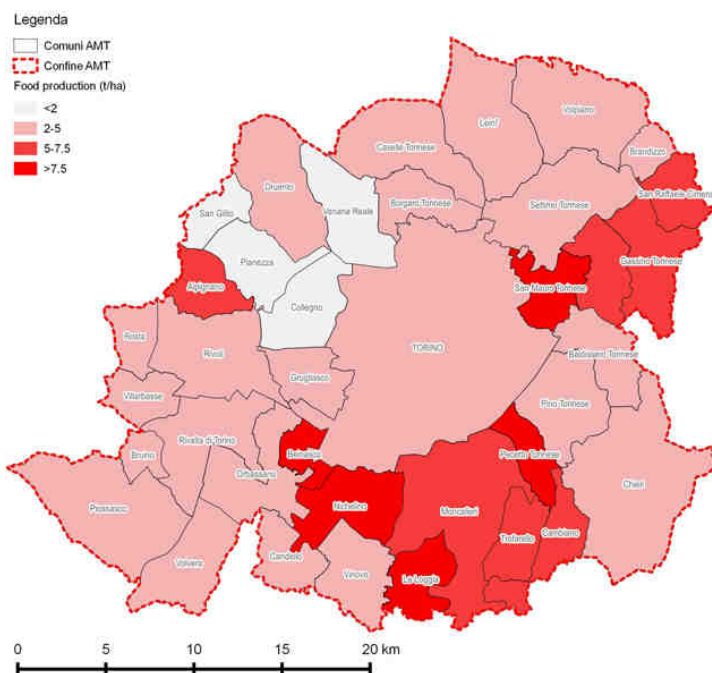 Legenda
Comuni AMT
Confine AMT
Food production (t/ha)
<2
2-5
5-7.5
>7.5
Leinì
Volpiano
Caselle Torinese
Brandizzo
Druento
San Raffaele Cimena
Borgaro Torinese
Settimo Torinese
San Gillio
Venaria Reale
Gassino Torinese
Pianezza
Alpignano
San Mauro Torinese
Collegno
Rosta
Rivoli
TORINO
Baldissero Torinese
Grugliasco
Villarbasse
Pino Torinese
Rivalta di Torino
Bruino
Beinasco
Pecetto Torinese
Orbassano
Chieri
Piossasco
Nichelino
Moncalieri
Trofarello
Cambiano
Volvera
Candiolo
Vinovo
La Loggia
0 5 10 15 20 km